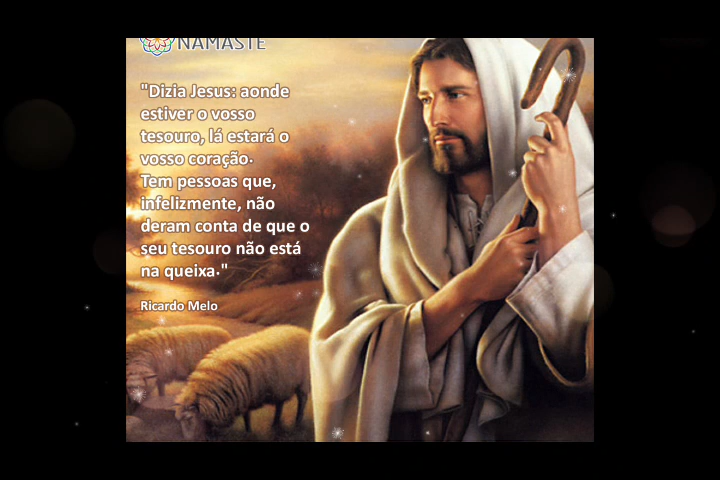 NAMASTÊ
"Dizia Jesus: aonde
estiver o vosso
tesouro, lá estará o
vosso coração.
Tem pessoas que,
infelizmente, não
deram conta de que o
seu tesouro não está
na queixa."
Ricardo Melo